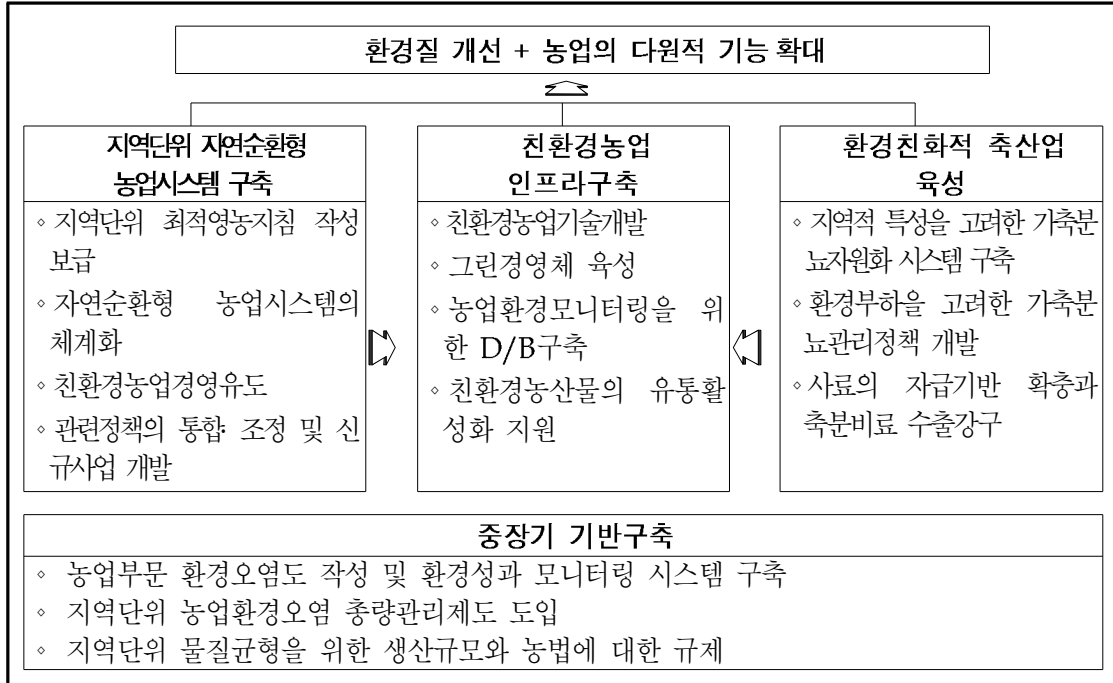 환경질 개선 + 농업의 다원적 기능 확대
지역단위 자연순환형
농업시스템 구축
◦ 지역단위 최적영농지침 작성
보급
◦ 자연순환형 농업시스템의
체계화
◦ 친환경농업경영유도
◦ 관련정책의 통합· 조정 및 신
규사업 개발
친환경농업
인프라구축
◦ 친환경농업기술개발
◦ 그린경영체 육성
◦ 농업환경모니터링을 위
한 D/B구축
◦ 친환경농산물의 유통활
성화 지원
환경친화적 축산업
육성
◦ 지역적 특성을 고려한 가축분
뇨자원화 시스템 구축
◦ 환경부하을 고려한 가축분
뇨관리정책 개발
◦ 사료의 자급기반 확충과
축분비료 수출강구
중장기 기반구축
◦ 농업부문 환경오염도 작성 및 환경성과 모니터링 시스템 구축
◦ 지역단위 농업환경오염 총량관리제도 도입
◦ 지역단위 물질균형을 위한 생산규모와 농법에 대한 규제